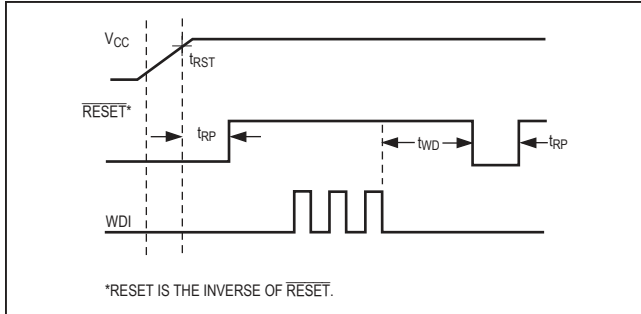 VCC
tRST
RESET*
tRP
tWD
tRP
WDI
*RESET IS THE INVERSE OF RESET.